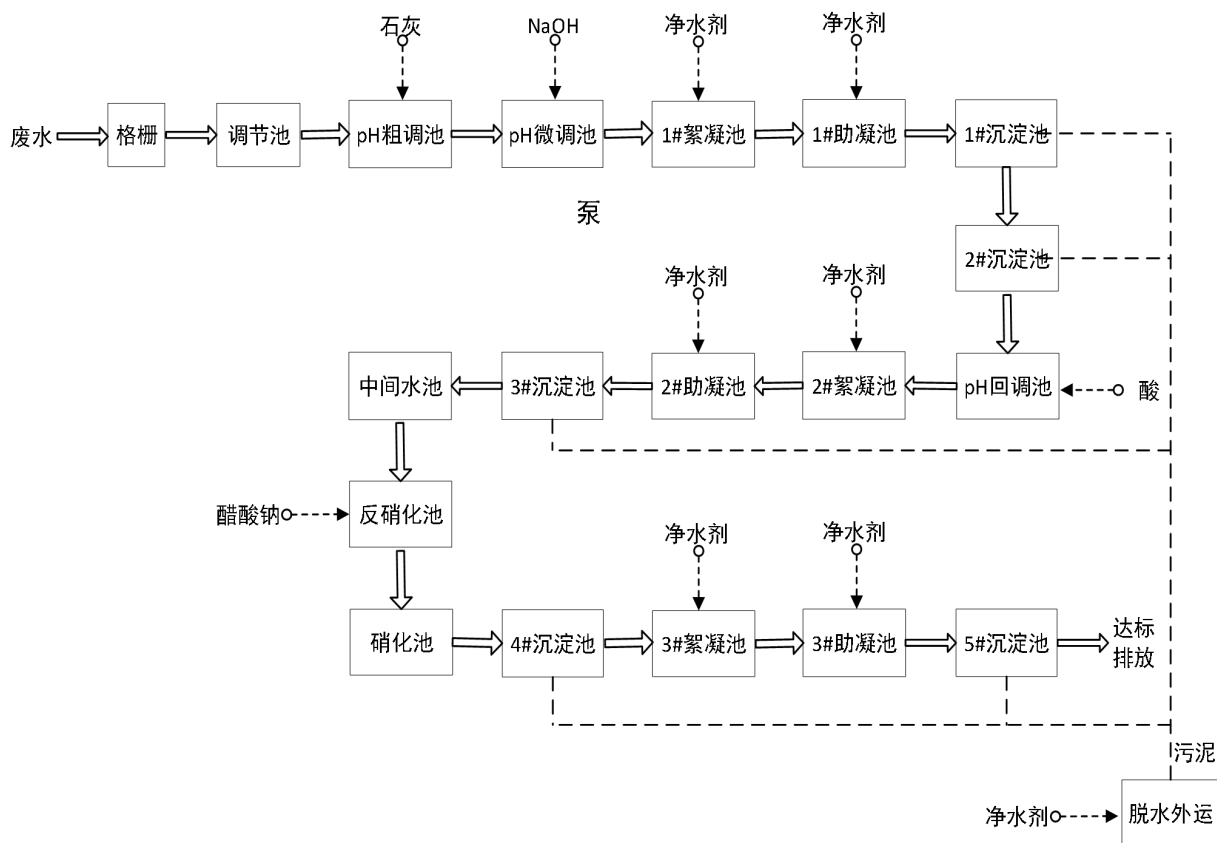 石灰
NaOH
净水剂
净水剂
废水
格栅
调节池
pH粗调池
pH微调池
1#絮凝池
1#助凝池
1#沉淀池
泵
2#沉淀池
净水剂
净水剂
中间水池
3#沉淀池
2#助凝池
2#絮凝池
pH回调池
酸
醋酸钠
反硝化池
净水剂
净水剂
硝化池
4#沉淀池
3#絮凝池
3#助凝池
5#沉淀池
达标
排放
污泥
净水剂
脱水外运